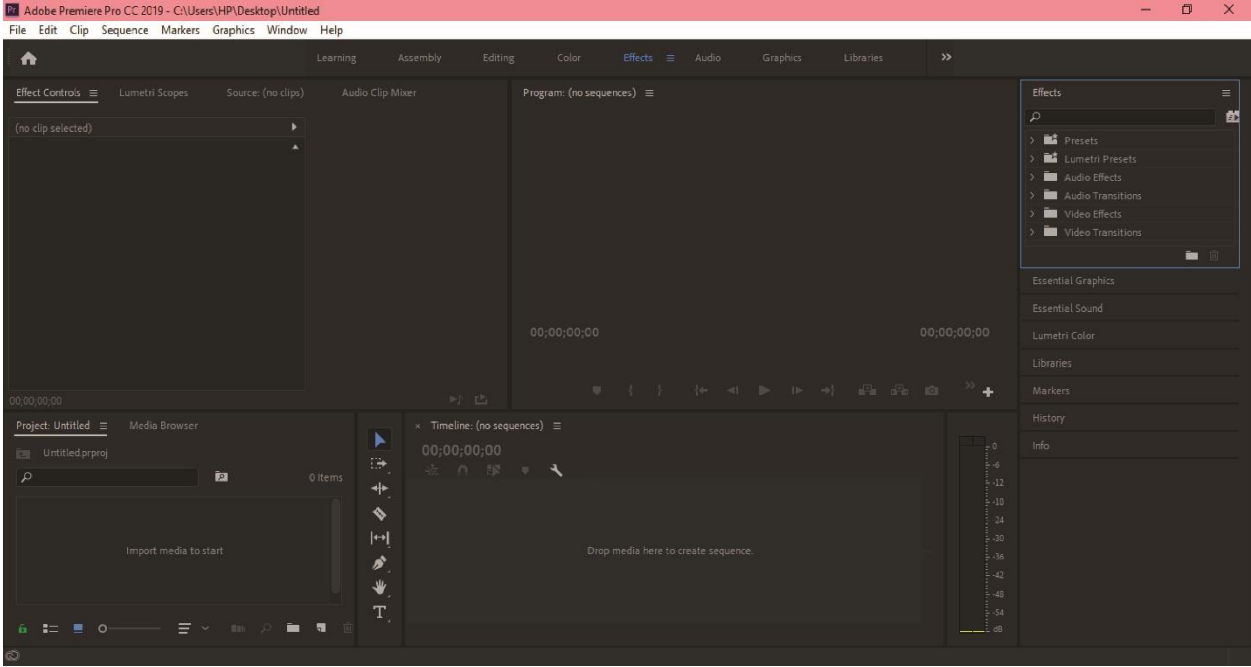 Pr Adobe Premiere Pro CC 2019 - C:\Users\HP\Desktop\Untitled
File Edit Clip Sequence Markers Graphics Window Help
Learning Assembly Editing Color Effects Audio Graphics Libraries
Effect Controls Lumetri Scopes Source: (no clips) Audio Clip Mixer
(no clip selected)
00;00;00;00
Program: (no sequences)
00;00;00;00 00;00;00;00
Effects
Presets
Lumetri Presets
Audio Effects
Audio Transitions
Video Effects
Video Transitions
Essential Graphics
Essential Sound
Lumetri Color
Libraries
Markers
History
Info
Project: Untitled Media Browser
Untitled.prproj
0 Items
Import media to start
T
× Timeline: (no sequences)
00;00;00;00
Drop media here to create sequence.
0
-6
-12
-18
24
-30
-36
-42
-48
-54
dB